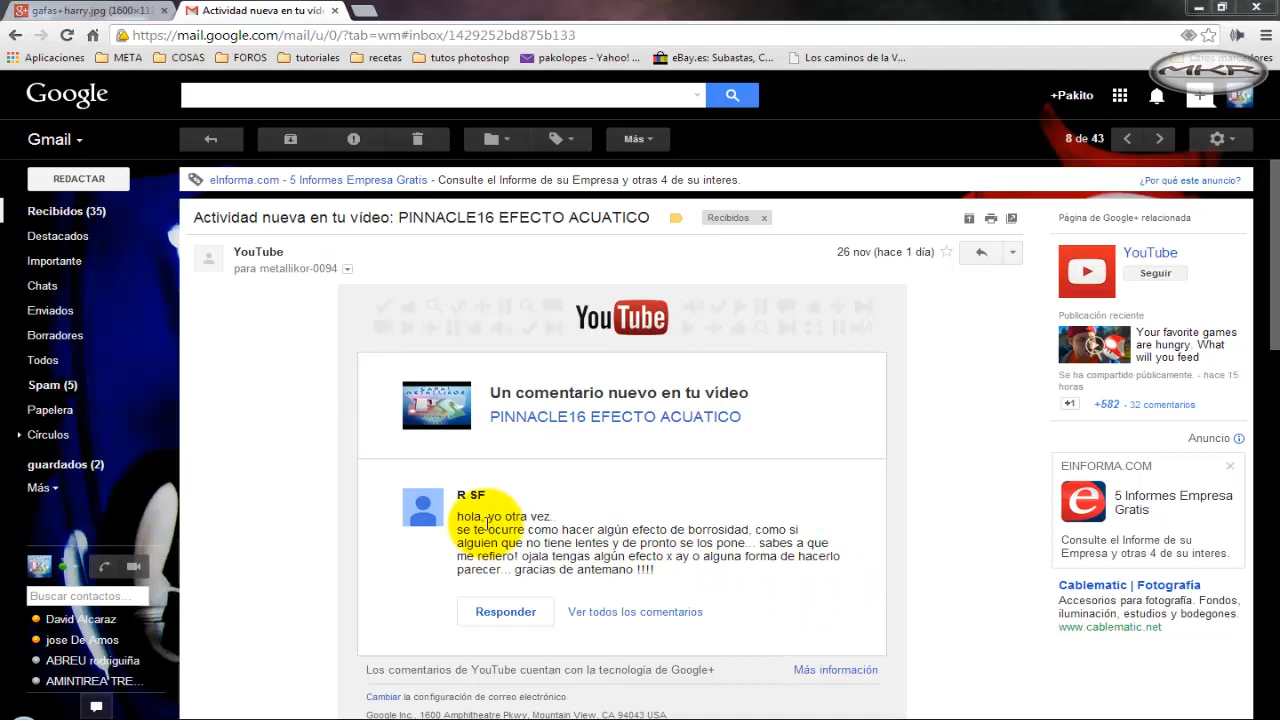 gafas+harry.jpg (1600×11
Actividad nueva en tu víde
https://mail.google.com/mail/u/0/?tab=wm#inbox/1429252bd875b133
Aplicaciones
META
COSAS
FOROS
tutoriales
recetas
tutos photoshop
pakolopes - Yahoo! ...
eBay.es: Subastas, C...
Los caminos de la V...
Otros marcadores
MKR
Google
+Pakito
Gmail
Más
8 de 43
REDACTAR
eInforma.com - 5 Informes Empresa Gratis - Consulte el Informe de su Empresa y otras 4 de su interes.
¿Por qué este anuncio?
Recibidos (35)
Destacados
Importante
Chats
Enviados
Borradores
Todos
Spam (5)
Papelera
Círculos
guardados (2)
Más
Buscar contactos...
David Alcaraz
jose De Amos
ABREU rodriguiña
AMINTIREA TRE...
Actividad nueva en tu vídeo: PINNACLE16 EFECTO ACUATICO
Recibidos x
YouTube
26 nov (hace 1 día)
para metallikor-0094
YouTube
Un comentario nuevo en tu vídeo
PINNACLE16 EFECTO ACUATICO
R SF
hola..yo otra vez..
se te ocurre como hacer algún efecto de borrosidad, como si
alguien que no tiene lentes y de pronto se los pone... sabes a que
me refiero! ojala tengas algún efecto x ay o alguna forma de hacerlo
parecer... gracias de antemano !!!!
Responder
Ver todos los comentarios
Los comentarios de YouTube cuentan con la tecnología de Google+
Más información
Cambiar la configuración de correo electrónico
Google Inc., 1600 Amphitheatre Pkwy, Mountain View, CA 94043 USA
Página de Google+ relacionada
YouTube
Seguir
Publicación reciente
Your favorite games
are hungry. What
will you feed
Se ha compartido públicamente. - hace 15
horas
+1
+582 - 32 comentarios
Anuncio
EINFORMA.COM
5 Informes Empresa
Gratis
Consulte el Informe de su
Empresa y otras 4 de su interes.
Cablematic | Fotografía
Accesorios para fotografía. Fondos,
iluminación, estudios y bodegones.
www.cablematic.net